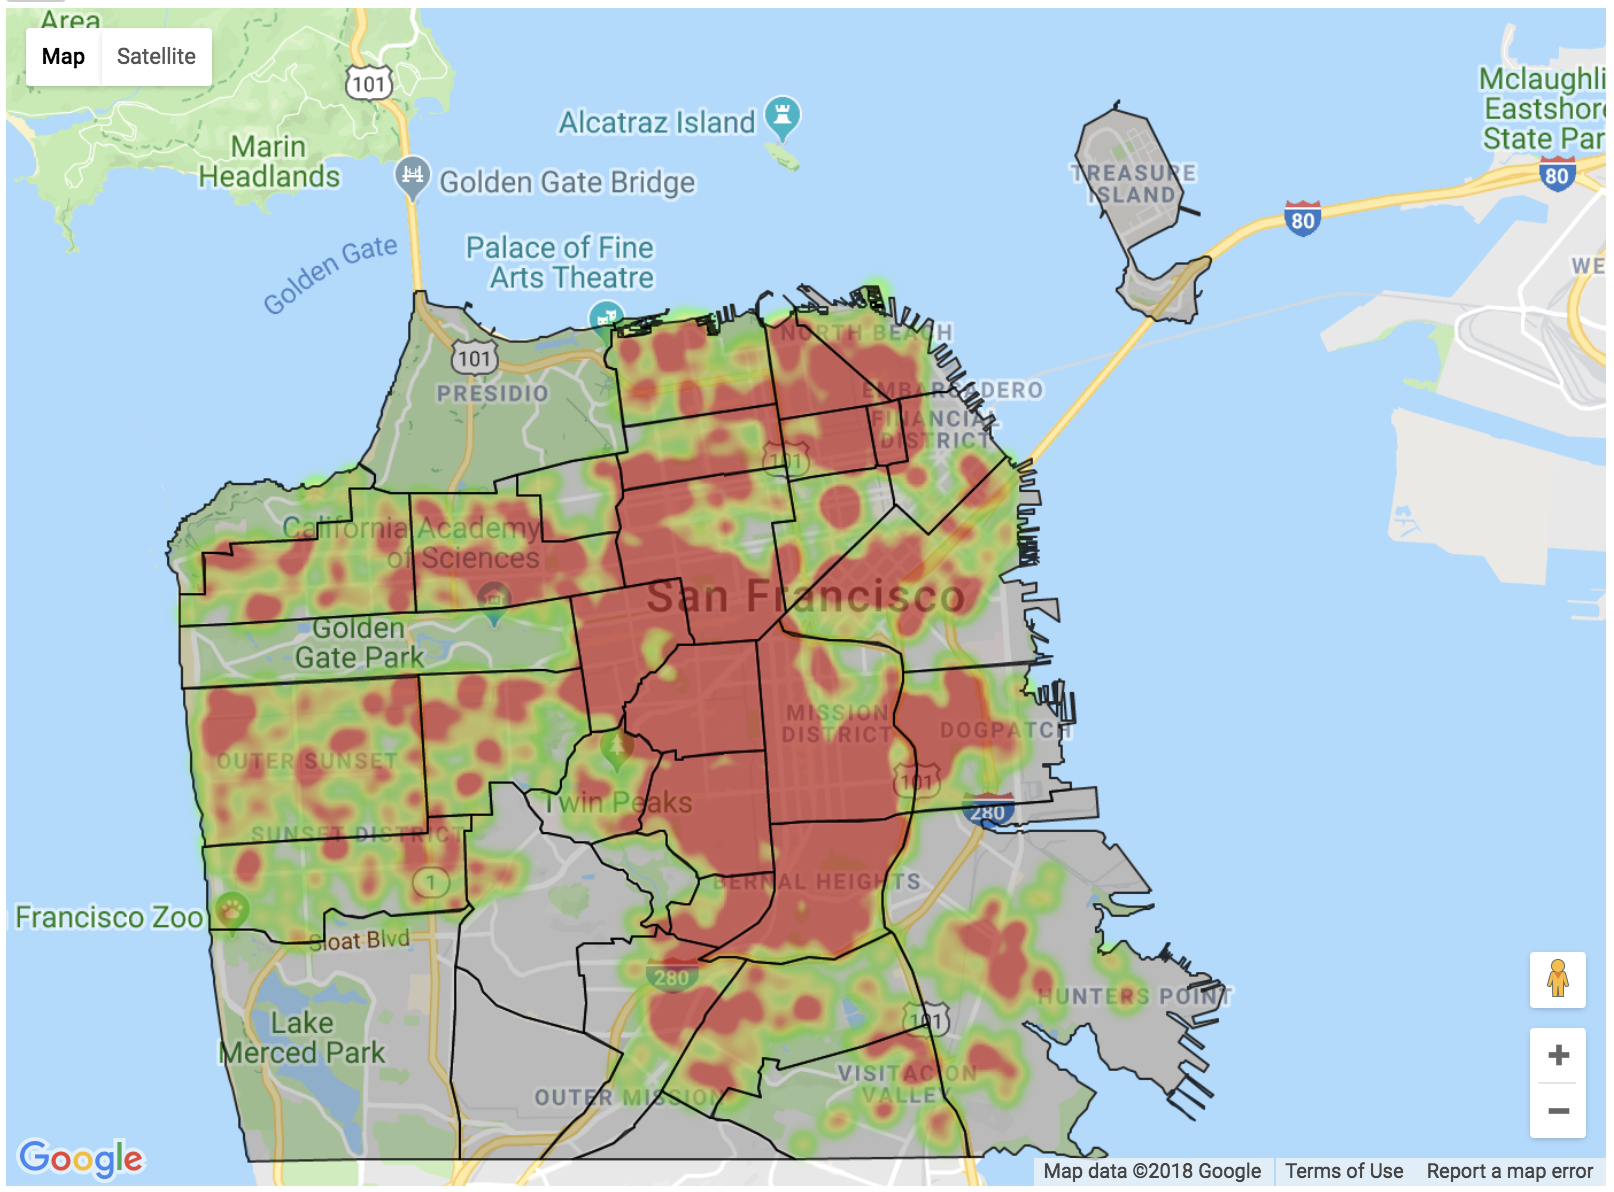 Area
Map
Satellite
101
Marin
Headlands
Golden Gate Bridge
Alcatraz Island
Golden Gate
Palace of Fine
Arts Theatre
TREASURE
ISLAND
Mclaughli
Eastshore
State Par
80
80
WE
101
PRESIDIO
NORTH BEACH
EMBARCADERO
FINANCIAL
DISTRICT
101
California Academy
of Sciences
San Francisco
Golden
Gate Park
MISSION
DISTRICT
DOGPATCH
OUTER SUNSET
101
Twin Peaks
280
SUNSET DISTRICT
1
BERNAL HEIGHTS
Francisco Zoo
Sloat Blvd
280
HUNTERS POINT
101
Lake
Merced Park
VISITACION
VALLEY
OUTER MISSION
+
−
Google
Map data ©2018 Google
Terms of Use
Report a map error